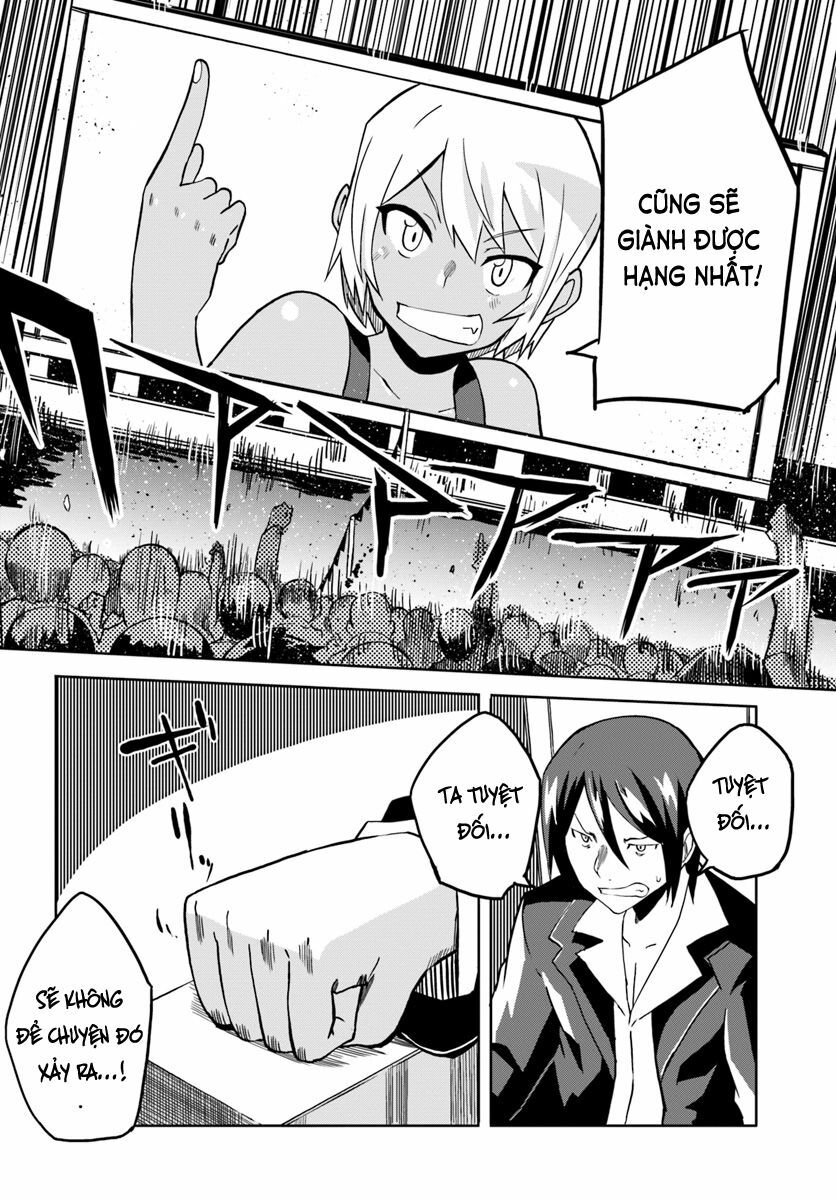 CŨNG SẼ
GIÀNH ĐƯỢC
HẠNG NHẤT!
ワァァァァァァ
TUYỆT
ĐỐI...
TA TUYỆT
ĐỐI...
ギギ
SẼ KHÔNG
ĐỂ CHUYỆN ĐÓ
XẢY RA...!